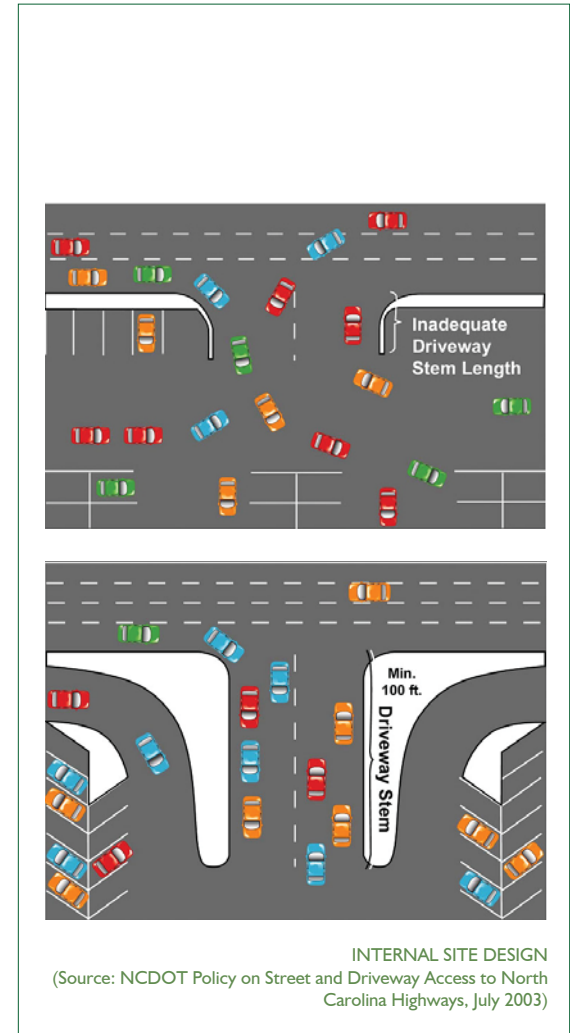 Inadequate
Driveway
Stem Length
Min.
100 ft.
Driveway Stem
INTERNAL SITE DESIGN
(Source: NCDOT Policy on Street and Driveway Access to North
Carolina Highways, July 2003)